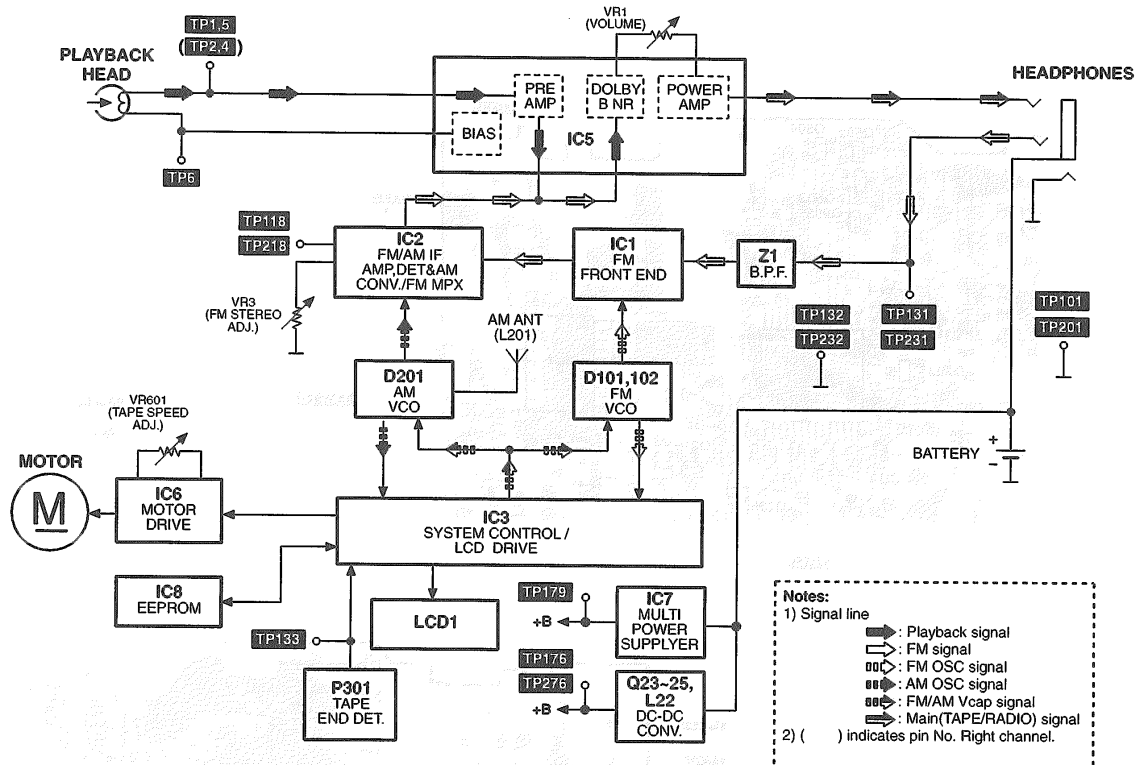 TP1,5
(TP2,4)
PLAYBACK
HEAD
TP6
VR1
(VOLUME)
PRE
AMP
DOLBY
B NR
POWER
AMP
BIAS
IC5
HEADPHONES
TP118
TP218
VR3
(FM STEREO
ADJ.)
IC2
FM/AM IF
AMP,DET&AM
CONV./FM MPX
IC1
FM
FRONT END
Z1
B.P.F.
TP132
TP232
TP131
TP231
TP101
TP201
AM ANT
(L201)
D201
AM
VCO
D101,102
FM
VCO
BATTERY
+
-
VR601
(TAPE SPEED
ADJ.)
MOTOR
M
IC6
MOTOR
DRIVE
IC3
SYSTEM CONTROL /
LCD DRIVE
IC8
EEPROM
LCD1
TP133
P301
TAPE
END DET.
TP179
+B
IC7
MULTI
POWER
SUPPLYER
TP176
TP276
+B
Q23~25,
L22
DC-DC
CONV.
Notes:
1) Signal line
: Playback signal
: FM signal
: FM OSC signal
: AM OSC signal
: FM/AM Vcap signal
: Main(TAPE/RADIO) signal
2) ( ) indicates pin No. Right channel.